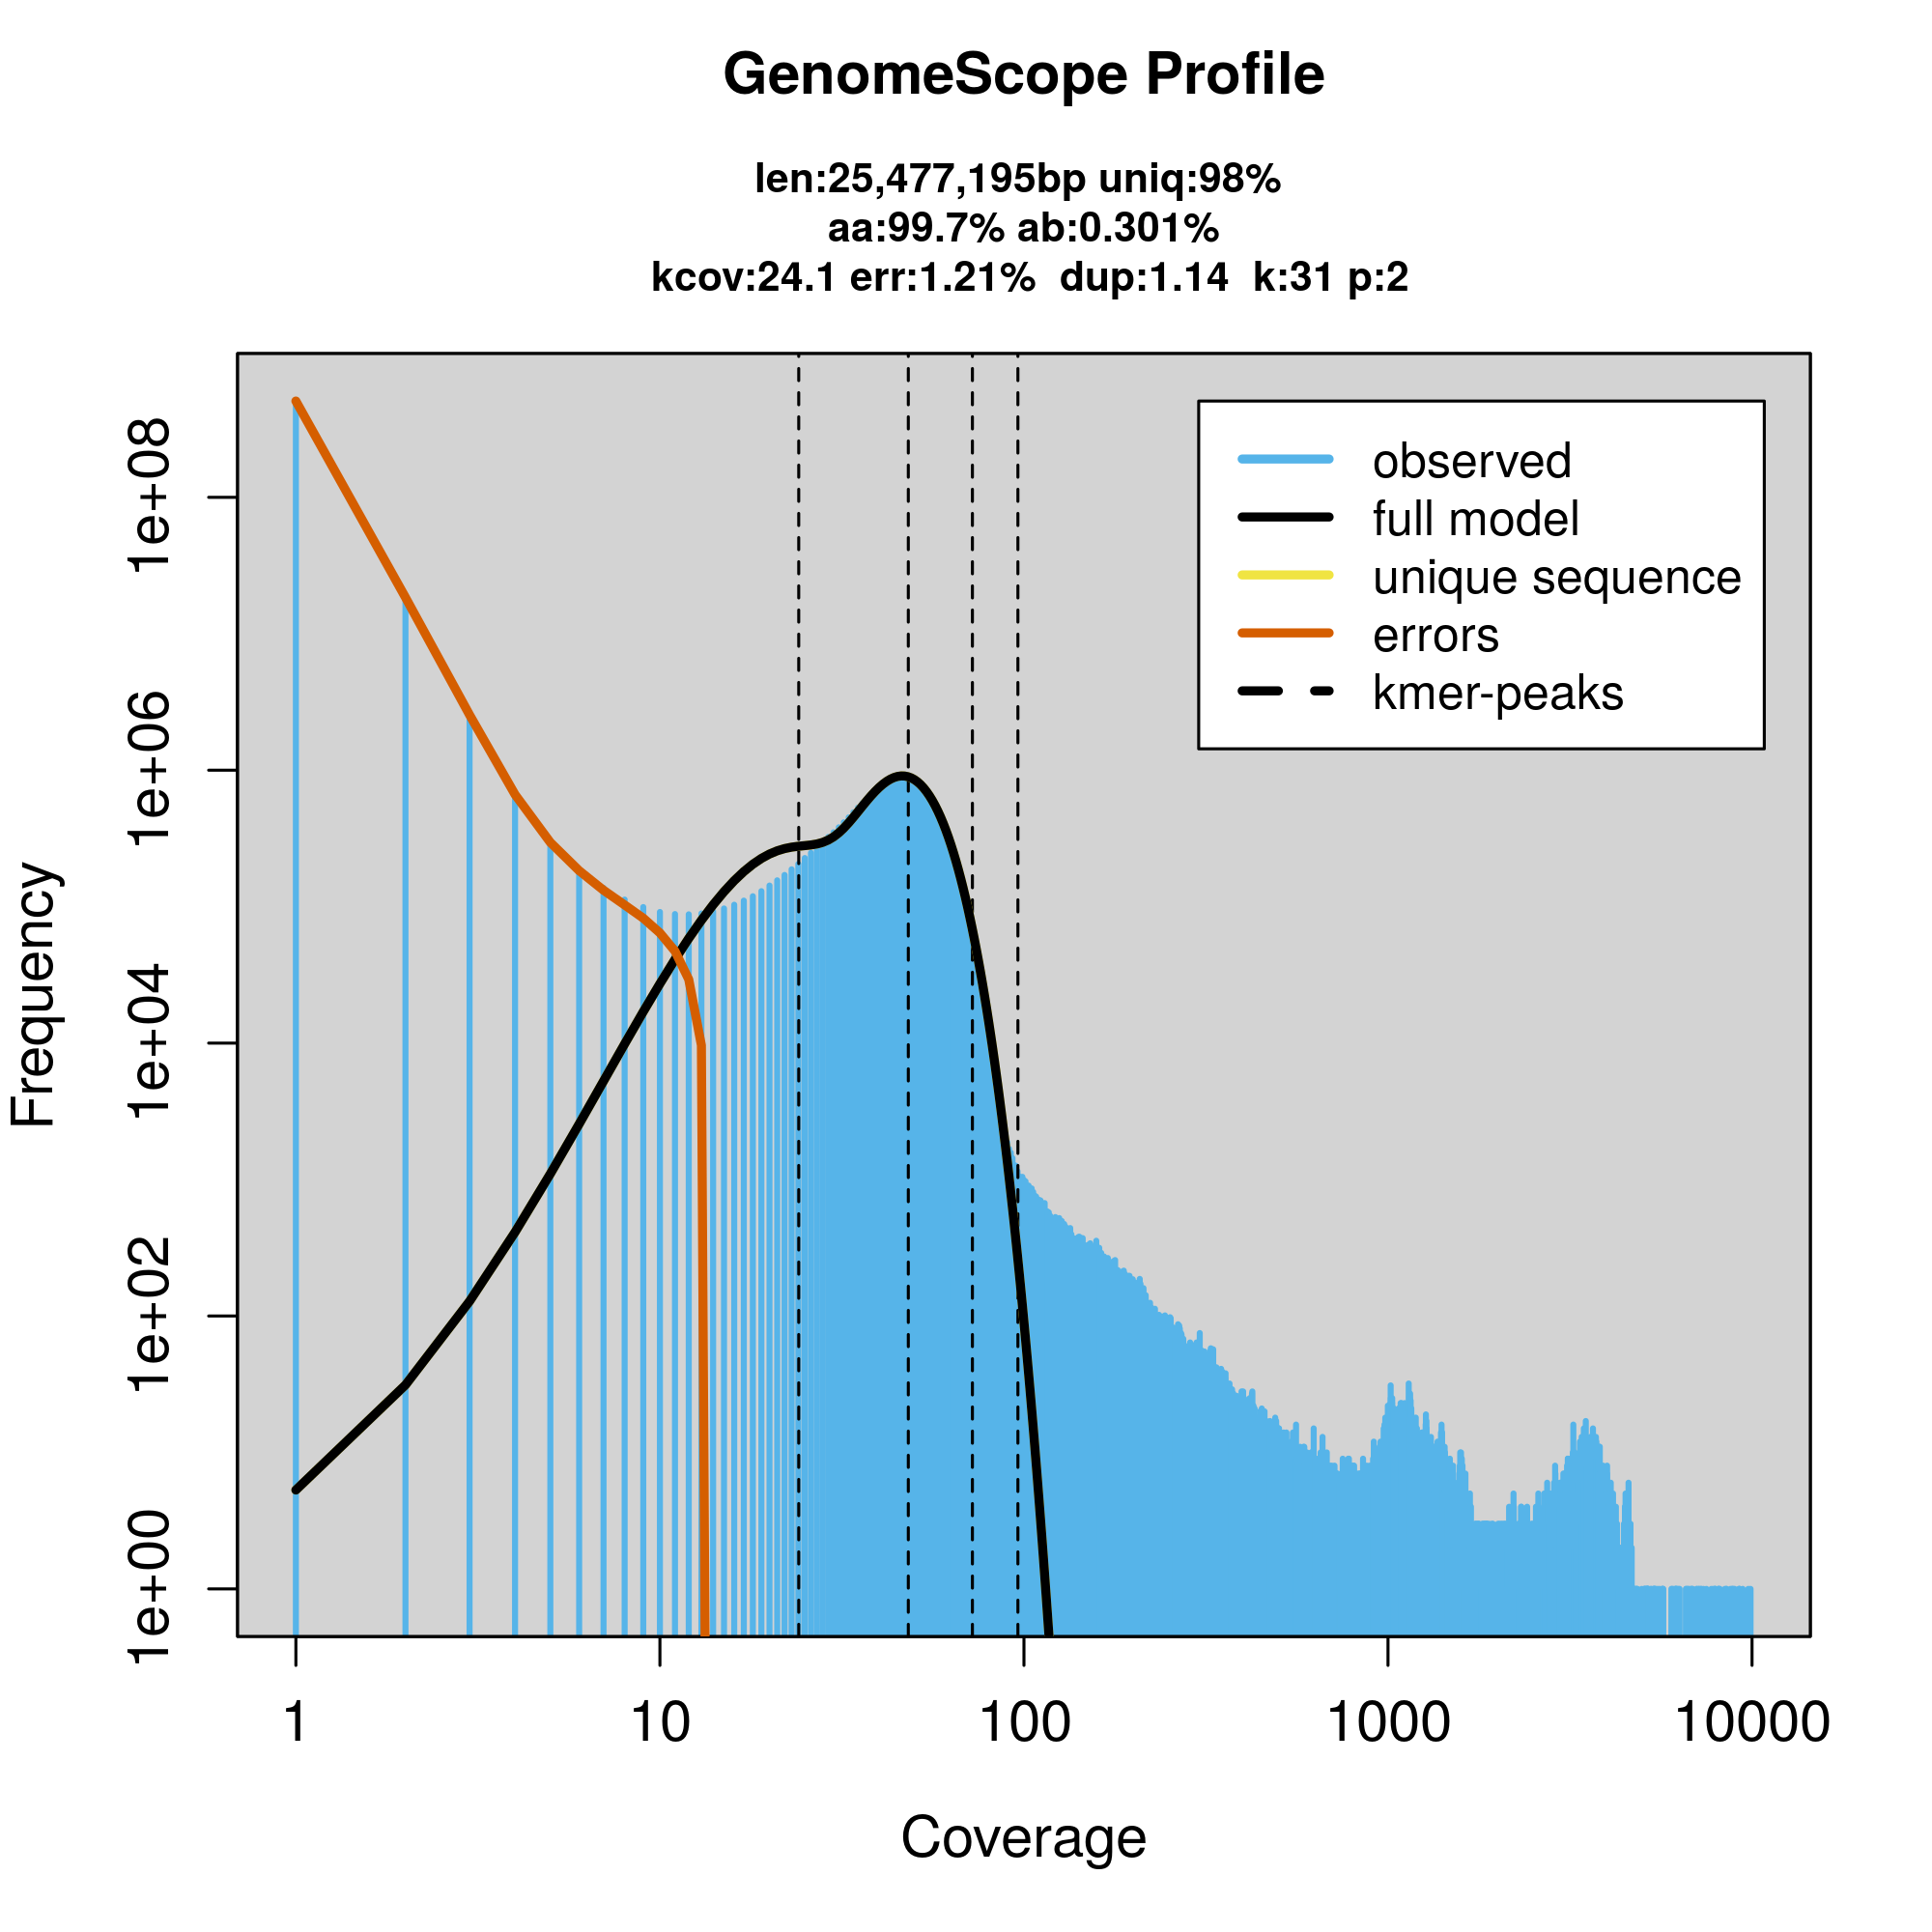 GenomeScope Profile
len:25,477,195bp uniq:98%
aa:99.7% ab:0.301%
kcov:24.1 err:1.21% dup:1.14 k:31 p:2
observed
full model
unique sequence
errors
kmer-peaks
Frequency
1e+08
1e+06
1e+04
1e+02
1e+00
1 10 100 1000 10000
Coverage